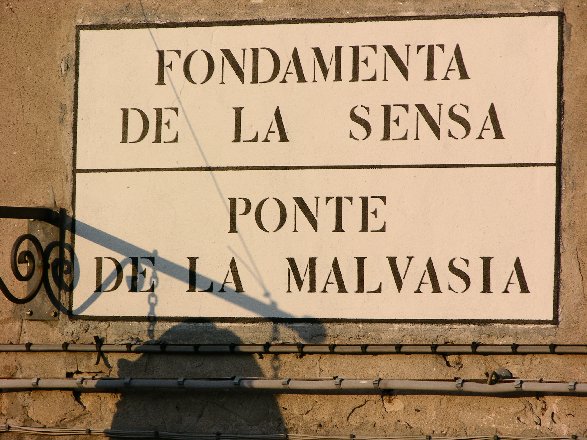 FONDAMENTA
DE LA SENSA
PONTE
DE LA MALVASIA